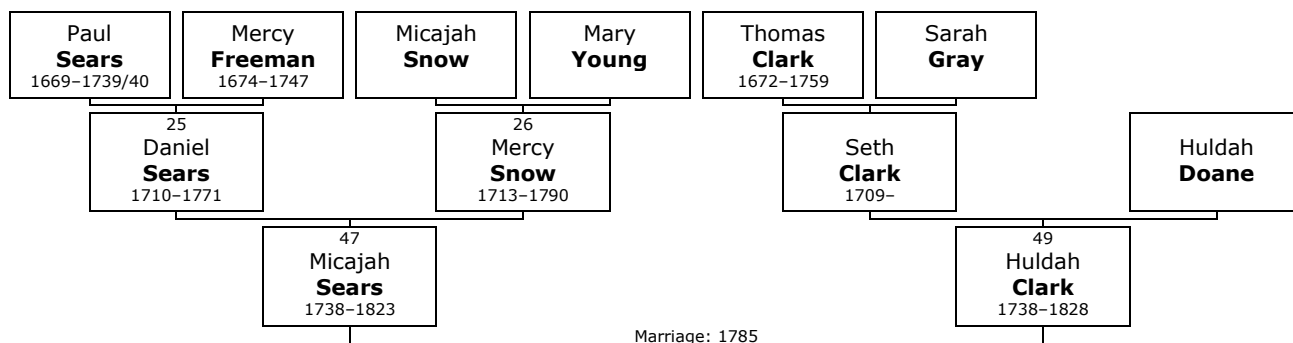 Paul
Sears
1669–1739/40
Mercy
Freeman
1674–1747
Micajah
Snow
Mary
Young
Thomas
Clark
1672–1759
Sarah
Gray
25
Daniel
Sears
1710–1771
26
Mercy
Snow
1713–1790
Seth
Clark
1709–
Huldah
Doane
47
Micajah
Sears
1738–1823
49
Huldah
Clark
1738–1828
Marriage: 1785